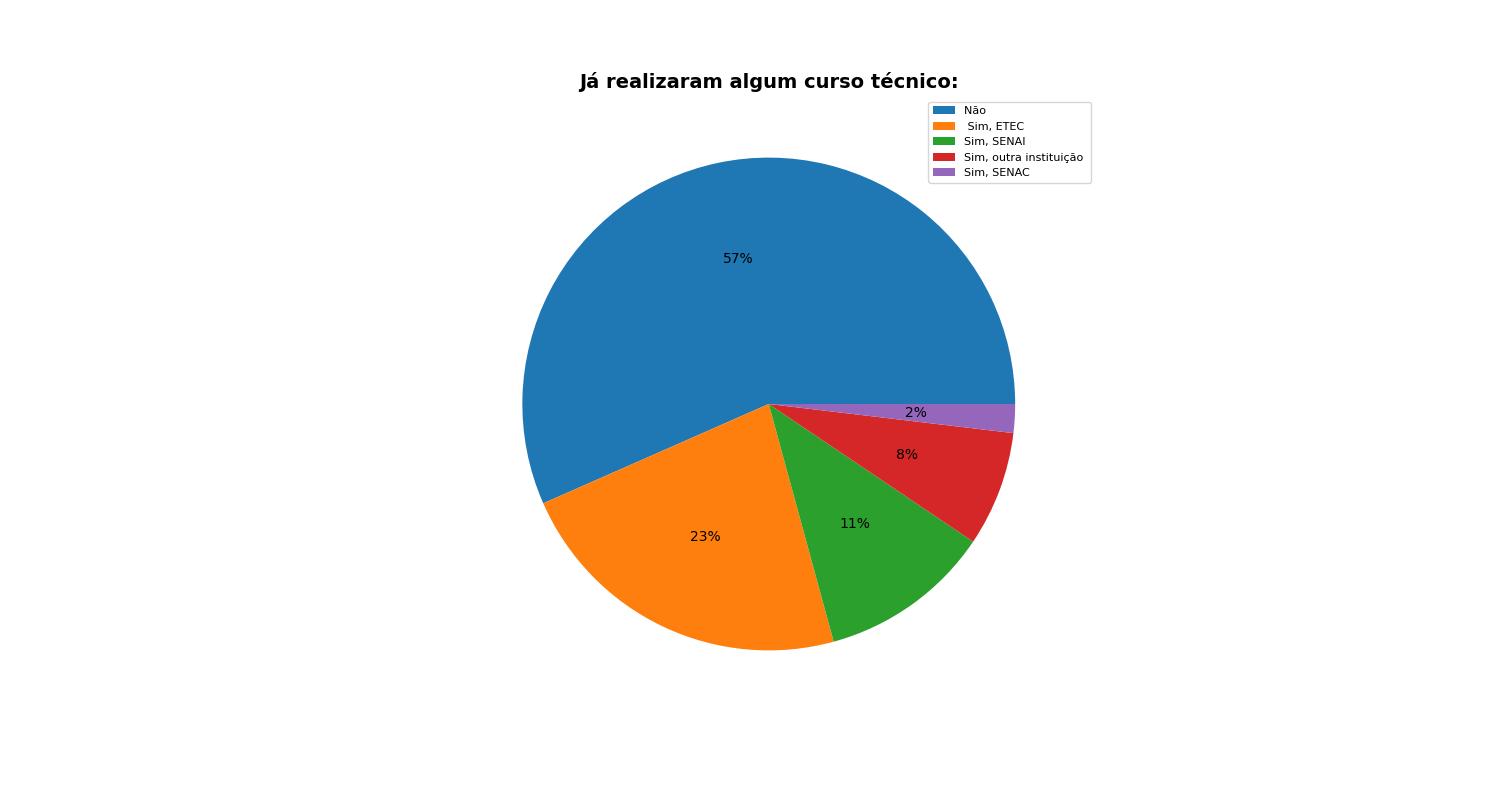 Já realizaram algum curso técnico:
Não
Sim, ETEC
Sim, SENAI
Sim, outra instituição
Sim, SENAC
57%
2%
8%
11%
23%